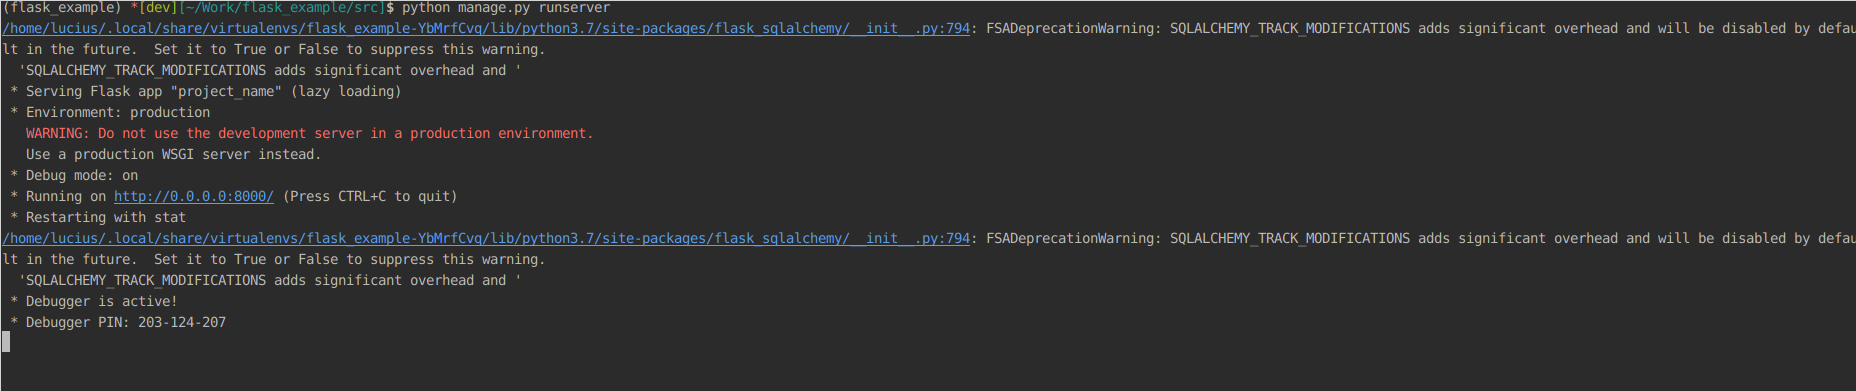 (flask_example) *[dev][~/Work/flask_example/src]$ python manage.py runserver
/home/lucius/.local/share/virtualenvs/flask_example-YbMrfCvq/lib/python3.7/site-packages/flask_sqlalchemy/__init__.py:794: FSADeprecationWarning: SQLALCHEMY_TRACK_MODIFICATIONS adds significant overhead and will be disabled by defau
lt in the future.  Set it to True or False to suppress this warning.
  'SQLALCHEMY_TRACK_MODIFICATIONS adds significant overhead and '
 * Serving Flask app "project_name" (lazy loading)
 * Environment: production
   WARNING: Do not use the development server in a production environment.
   Use a production WSGI server instead.
 * Debug mode: on
 * Running on http://0.0.0.0:8000/ (Press CTRL+C to quit)
 * Restarting with stat
/home/lucius/.local/share/virtualenvs/flask_example-YbMrfCvq/lib/python3.7/site-packages/flask_sqlalchemy/__init__.py:794: FSADeprecationWarning: SQLALCHEMY_TRACK_MODIFICATIONS adds significant overhead and will be disabled by defau
lt in the future.  Set it to True or False to suppress this warning.
  'SQLALCHEMY_TRACK_MODIFICATIONS adds significant overhead and '
 * Debugger is active!
 * Debugger PIN: 203-124-207